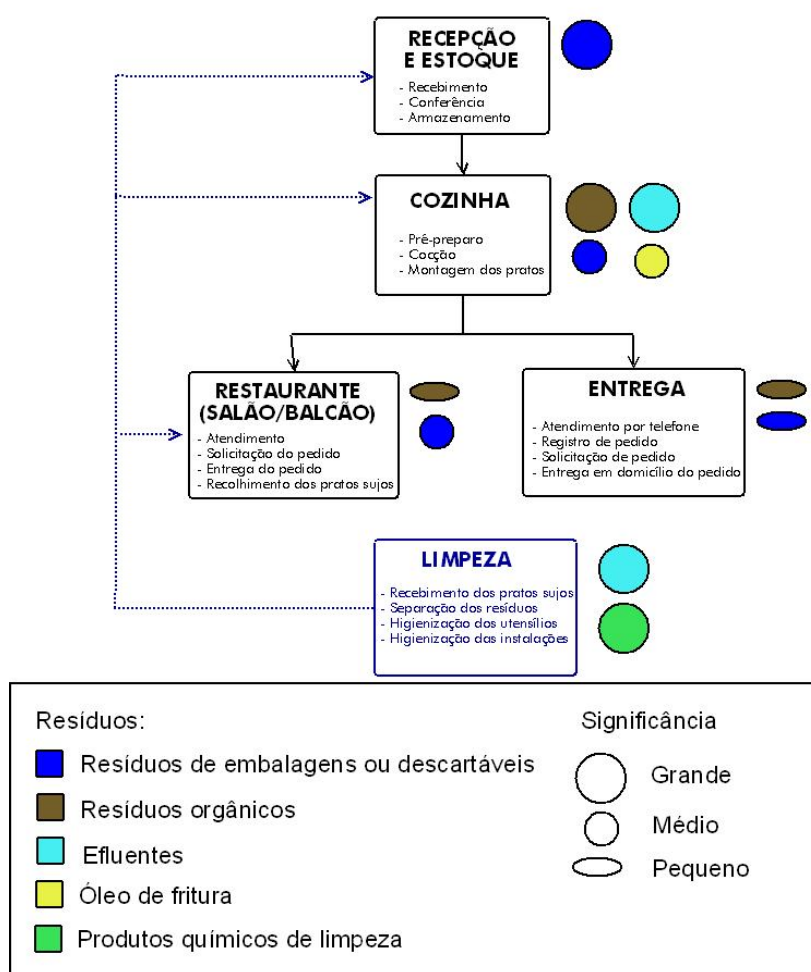 RECEPÇÃO
E ESTOQUE
- Recebimento
- Conferência
- Armazenamento
COZINHA
- Pré-preparo
- Cocção
- Montagem dos pratos
RESTAURANTE
(SALÃO/BALCÃO)
- Atendimento
- Solicitação do pedido
- Entrega do pedido
- Recolhimento dos pratos sujos
ENTREGA
- Atendimento por telefone
- Registro de pedido
- Solicitação de pedido
- Entrega em domicílio do pedido
LIMPEZA
- Recebimento dos pratos sujos
- Separação dos resíduos
- Higienização dos utensílios
- Higienização das instalações
Resíduos:
Resíduos de embalagens ou descartáveis
Resíduos orgânicos
Efluentes
Óleo de fritura
Produtos químicos de limpeza
Significância
Grande
Médio
Pequeno